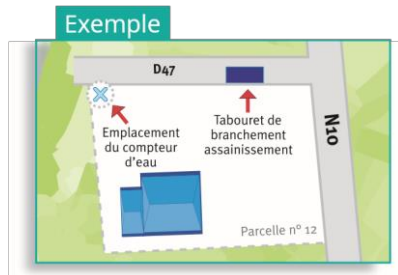 Exemple
D47
N10
Emplacement
du compteur
d'eau
Tabouret de
branchement
assainissement
Parcelle n° 12